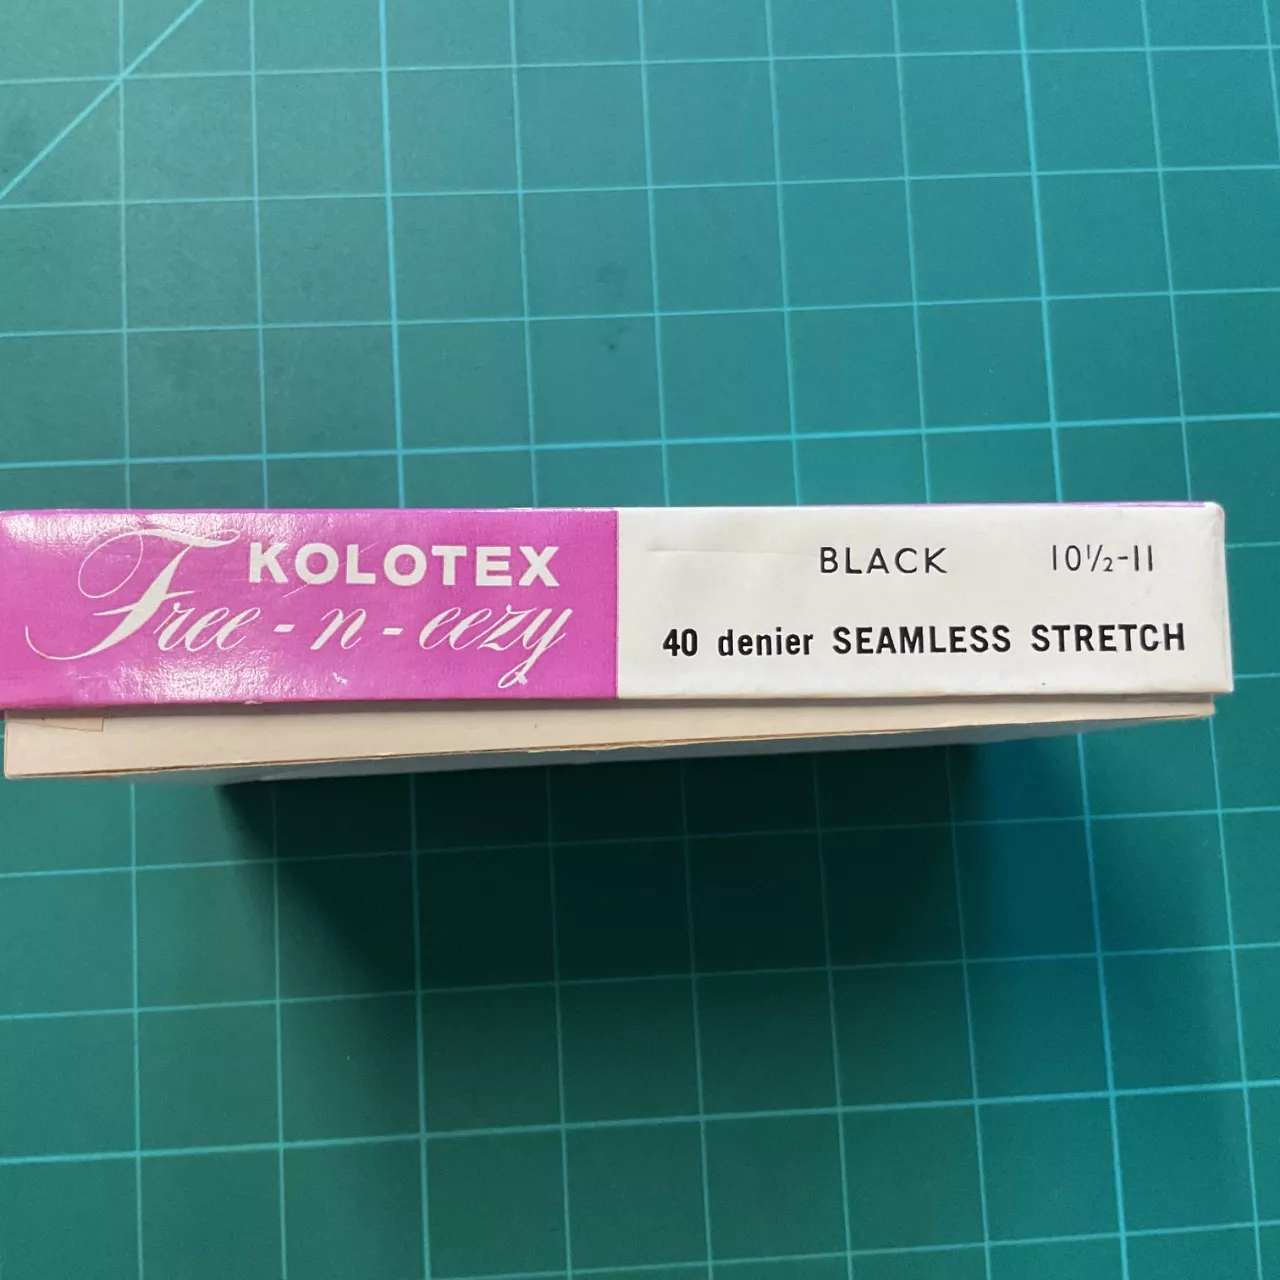 KOLOTEX
Free-n-eezy
BLACK 10½-11
40 denier SEAMLESS STRETCH